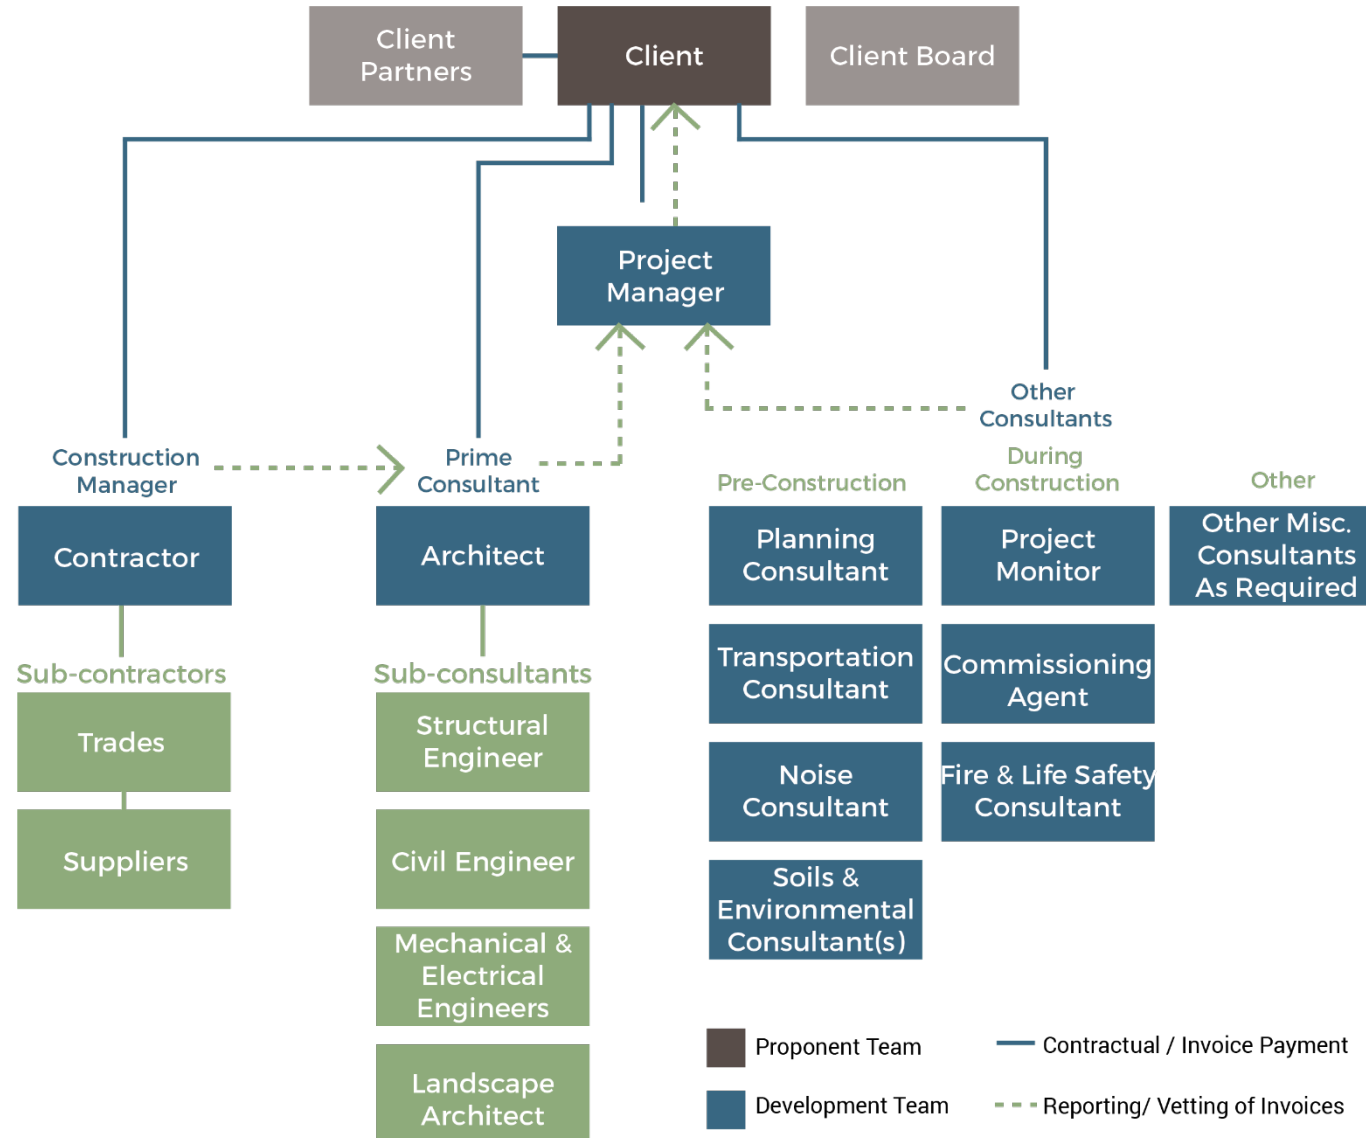 Client
Partners
Client
Client Board
Project
Manager
Other
Consultants
Construction
Manager
Prime
Consultant
Pre-Construction
During
Construction
Other
Contractor
Architect
Planning
Consultant
Project
Monitor
Other Misc.
Consultants
As Required
Sub-contractors
Sub-consultants
Transportation
Consultant
Commissioning
Agent
Trades
Structural
Engineer
Noise
Consultant
Fire & Life Safety
Consultant
Suppliers
Civil Engineer
Soils &
Environmental
Consultant(s)
Mechanical &
Electrical
Engineers
Landscape
Architect
Proponent Team
Contractual / Invoice Payment
Development Team
Reporting/ Vetting of Invoices